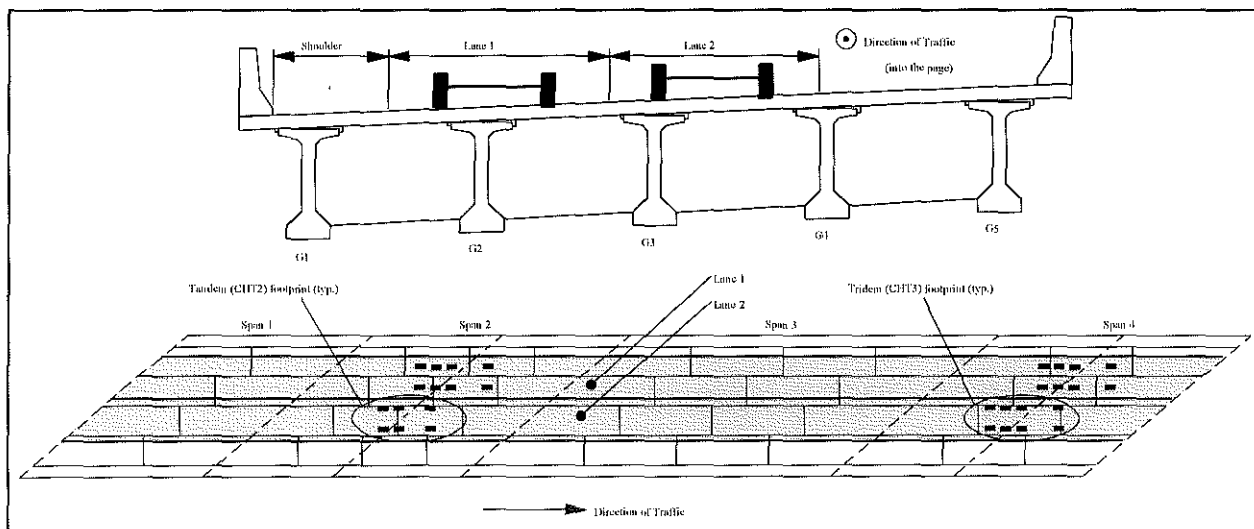 Shoulder
Lane 1
Lane 2
Direction of Traffic
(into the page)
G1
G2
G3
G4
G5
Tandem (CHT2) footprint (typ.)
Lane 1
Lane 2
Tridem (CHT3) footprint (typ.)
Span 1
Span 2
Span 3
Span 4
Direction of Traffic